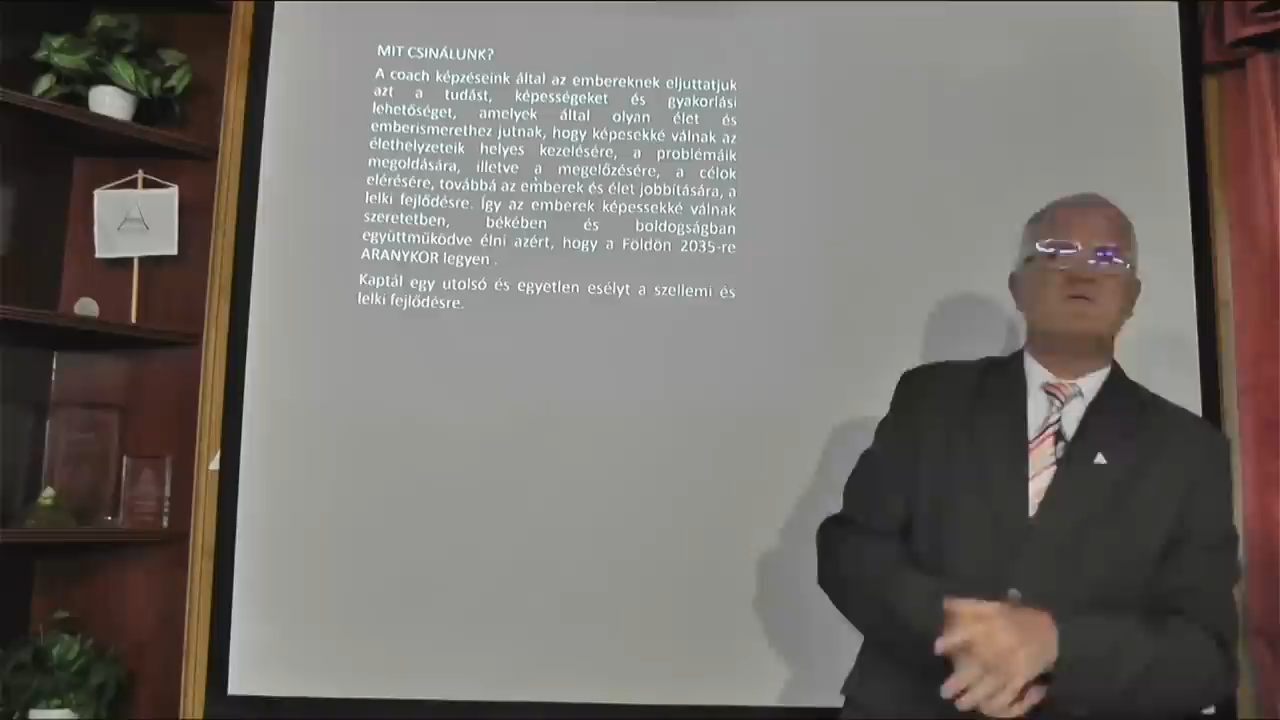 MIT CSINÁLUNK?
A coach képzéseink által az embereknek eljuttatjuk
azt a tudást, képességeket és gyakorlási
lehetőséget, amelyek által olyan élet és
emberismerethez jutnak, hogy képesekké válnak az
élethelyzeteik helyes kezelésére, a problémáik
megoldására, illetve a megelőzésére, a célok
elérésére, továbbá az emberek és élet jobbítására, a
lelki fejlődésre. Így az emberek képessekké válnak
szeretetben, békében és boldogságban
együttműködve élni azért, hogy a Földön 2035-re
ARANYKOR legyen .
Kaptál egy utolsó és egyetlen esélyt a szellemi és
lelki fejlődésre.